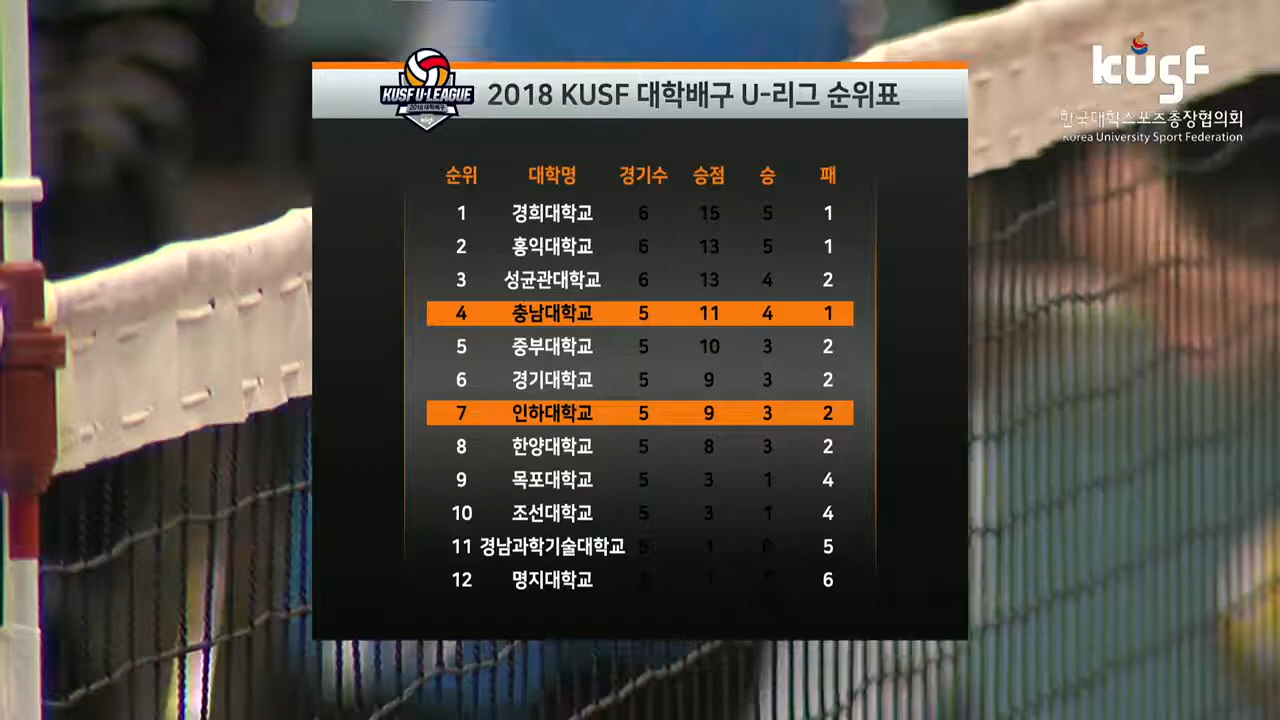 KUSF U-LEAGUE
2018 대학배구
kusf
2018 KUSF 대학배구 U-리그 순위표
kusf
한국대학스포츠총장협의회
Korea University Sport Federation
순위 대학명 경기수 승점 승 패
1 경희대학교 6 15 5 1
2 홍익대학교 6 13 5 1
3 성균관대학교 6 13 4 2
4 충남대학교 5 11 4 1
5 중부대학교 5 10 3 2
6 경기대학교 5 9 3 2
7 인하대학교 5 9 3 2
8 한양대학교 5 8 3 2
9 목포대학교 5 3 1 4
10 조선대학교 5 3 1 4
11 경남과학기술대학교 5 1 0 5
12 명지대학교 1 6